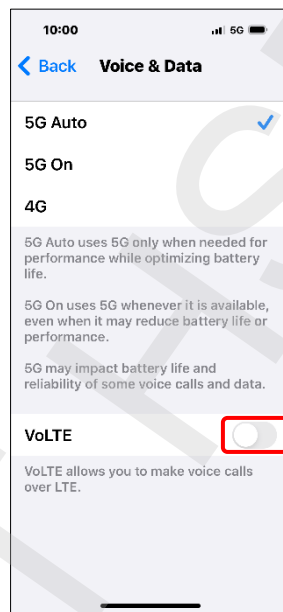 10:00
5G
Back
Voice & Data
5G Auto
5G On
4G
5G Auto uses 5G only when needed for
performance while optimizing battery
life.
5G On uses 5G whenever it is available,
even when it may reduce battery life or
performance.
5G may impact battery life and
reliability of some voice calls and data.
VoLTE
VoLTE allows you to make voice calls
over LTE.